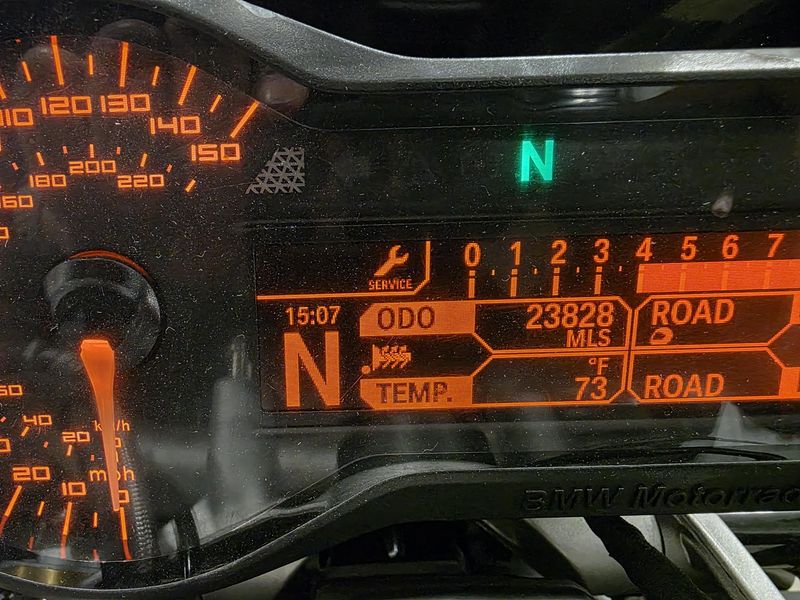 110 120 130
140
150
180 200 220
160
N
SERVICE
0 1 2 3 4 5 6 7
15:07
N
ODO
23828
MLS
ROAD
TEMP.
°F
73
ROAD
60
40
20
km/h
20
10
0
mph
BMW Motorrad